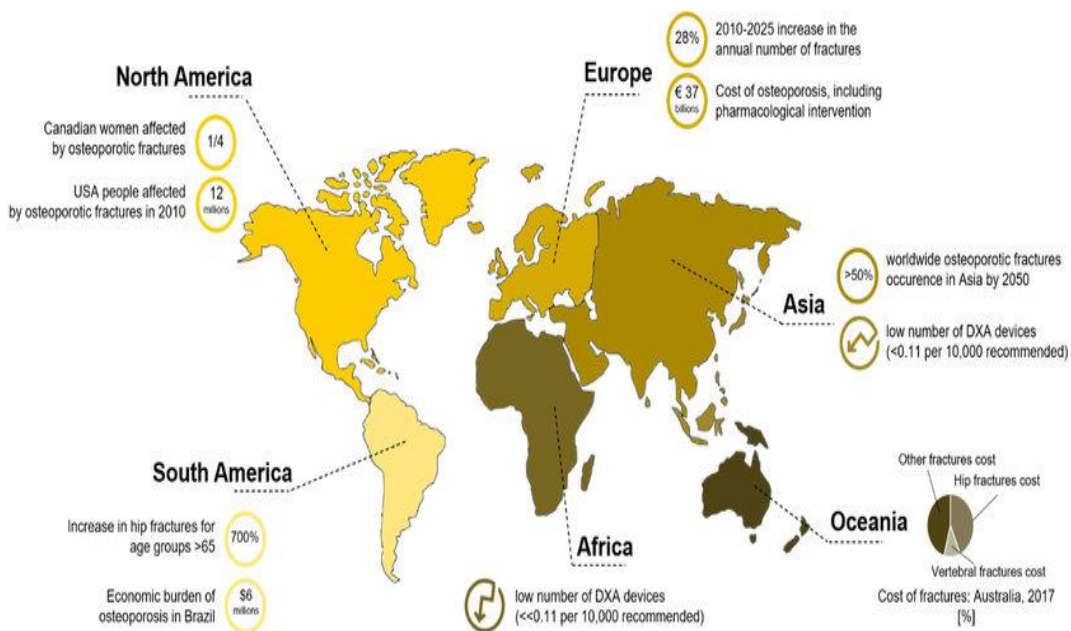 North America
Canadian women affected
by osteoporotic fractures
1/4
USA people affected
by osteoporotic fractures in 2010
12
millions
Europe
28%
2010-2025 increase in the
annual number of fractures
€ 37
billions
Cost of osteoporosis, including
pharmacological intervention
Asia
>50%
worldwide osteoporotic fractures
occurence in Asia by 2050
low number of DXA devices
(<0.11 per 10,000 recommended)
South America
Increase in hip fractures for
age groups >65
700%
Economic burden of
osteoporosis in Brazil
$6
millions
Africa
low number of DXA devices
(<<0.11 per 10,000 recommended)
Oceania
Other fractures cost
Hip fractures cost
Vertebral fractures cost
Cost of fractures: Australia, 2017
[%]